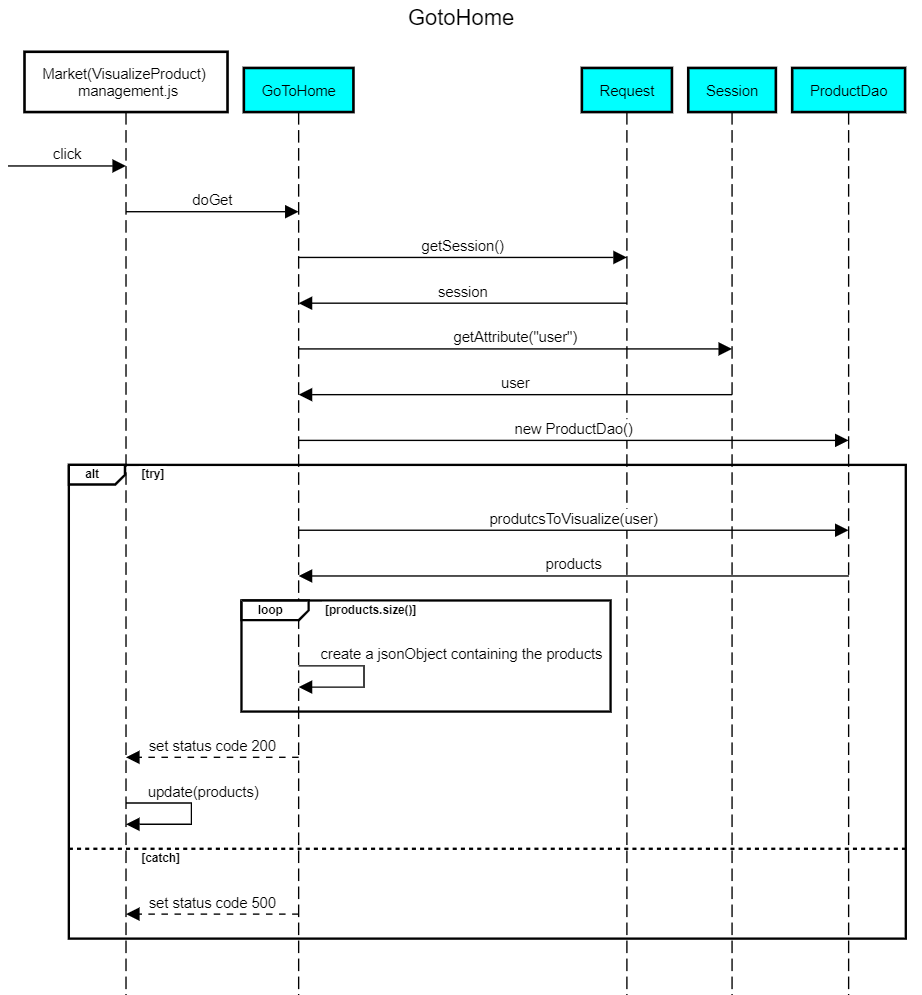 GotoHome
Market(VisualizeProduct)
management.js
GoToHome
Request
Session
ProductDao
click
doGet
getSession()
session
getAttribute("user")
user
new ProductDao()
alt
[try]
produtcsToVisualize(user)
products
loop
[products.size()]
create a jsonObject containing the products
set status code 200
update(products)
[catch]
set status code 500